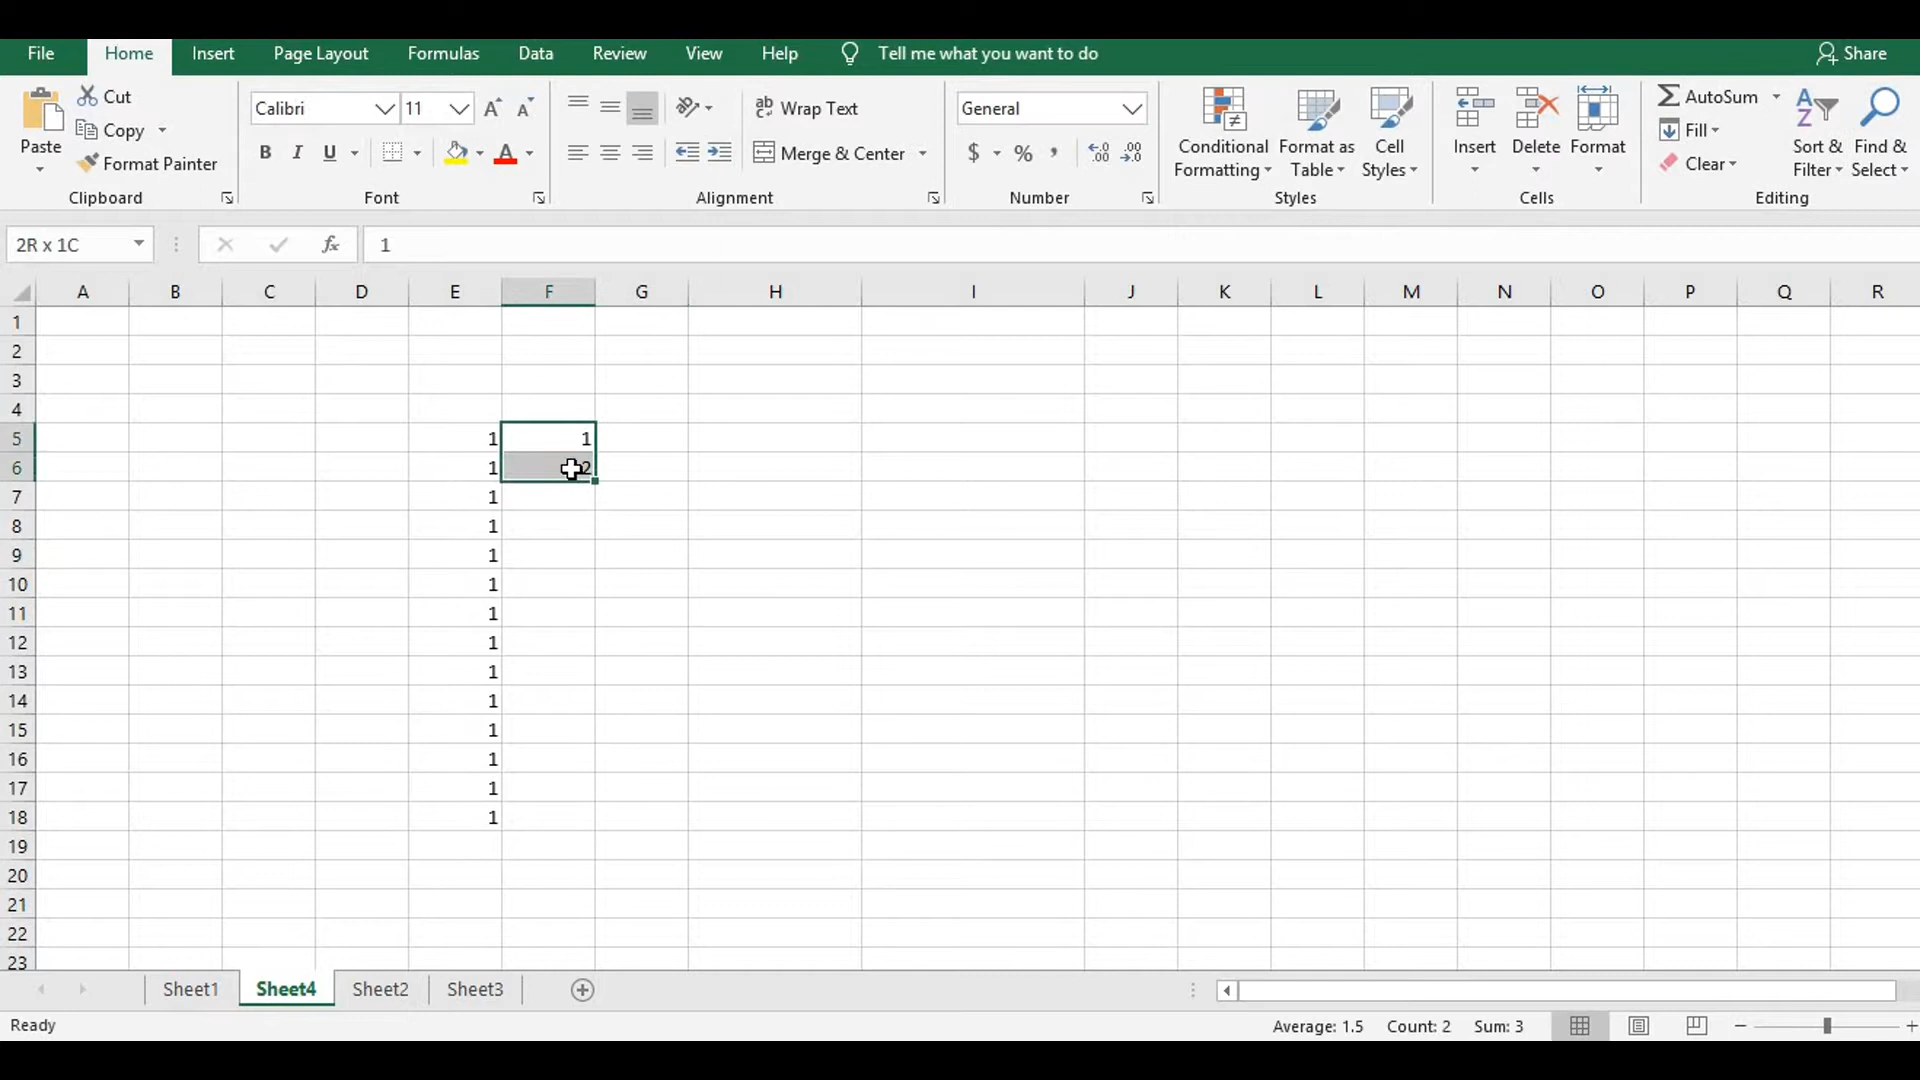 File Home Insert Page Layout Formulas Data Review View Help Tell me what you want to do Share
Paste Cut Copy Format Painter Clipboard
Calibri 11 A A B I U A Font
ab Wrap Text Merge & Center Alignment
General $ % , .00 .00 Number
Conditional Formatting Format as Table Cell Styles Styles
Insert Delete Format Cells
AutoSum Fill Clear Sort & Filter Find & Select Editing
2R x 1C fx 1
A B C D E F G H I J K L M N O P Q R
1
2
3
4
5 1 1
6 1 2
7 1
8 1
9 1
10 1
11 1
12 1
13 1
14 1
15 1
16 1
17 1
18 1
19
20
21
22
23
Sheet1 Sheet4 Sheet2 Sheet3
Ready Average: 1.5 Count: 2 Sum: 3